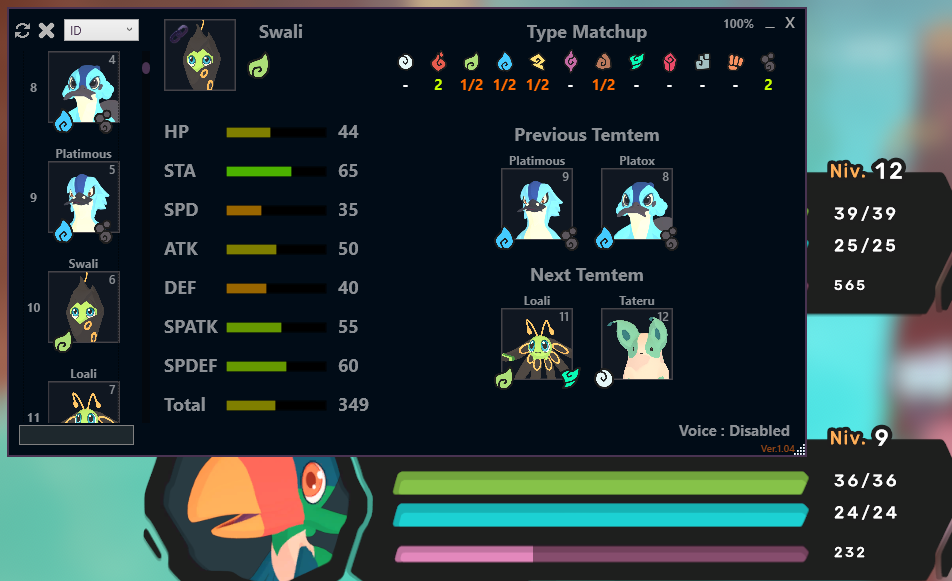 ID
Swali
Type Matchup
100% _ X
- 2 1/2 1/2 1/2 - 1/2 - - - - 2
8
4
Platimous
9
5
Swali
10
6
Loali
11
7
HP 44
STA 65
SPD 35
ATK 50
DEF 40
SPATK 55
SPDEF 60
Total 349
Previous Temtem
Platimous Platox
9 8
Next Temtem
Loali Tateru
11 12
Voice : Disabled
Ver.1.04
Niv. 12
39/39
25/25
565
Niv. 9
36/36
24/24
232